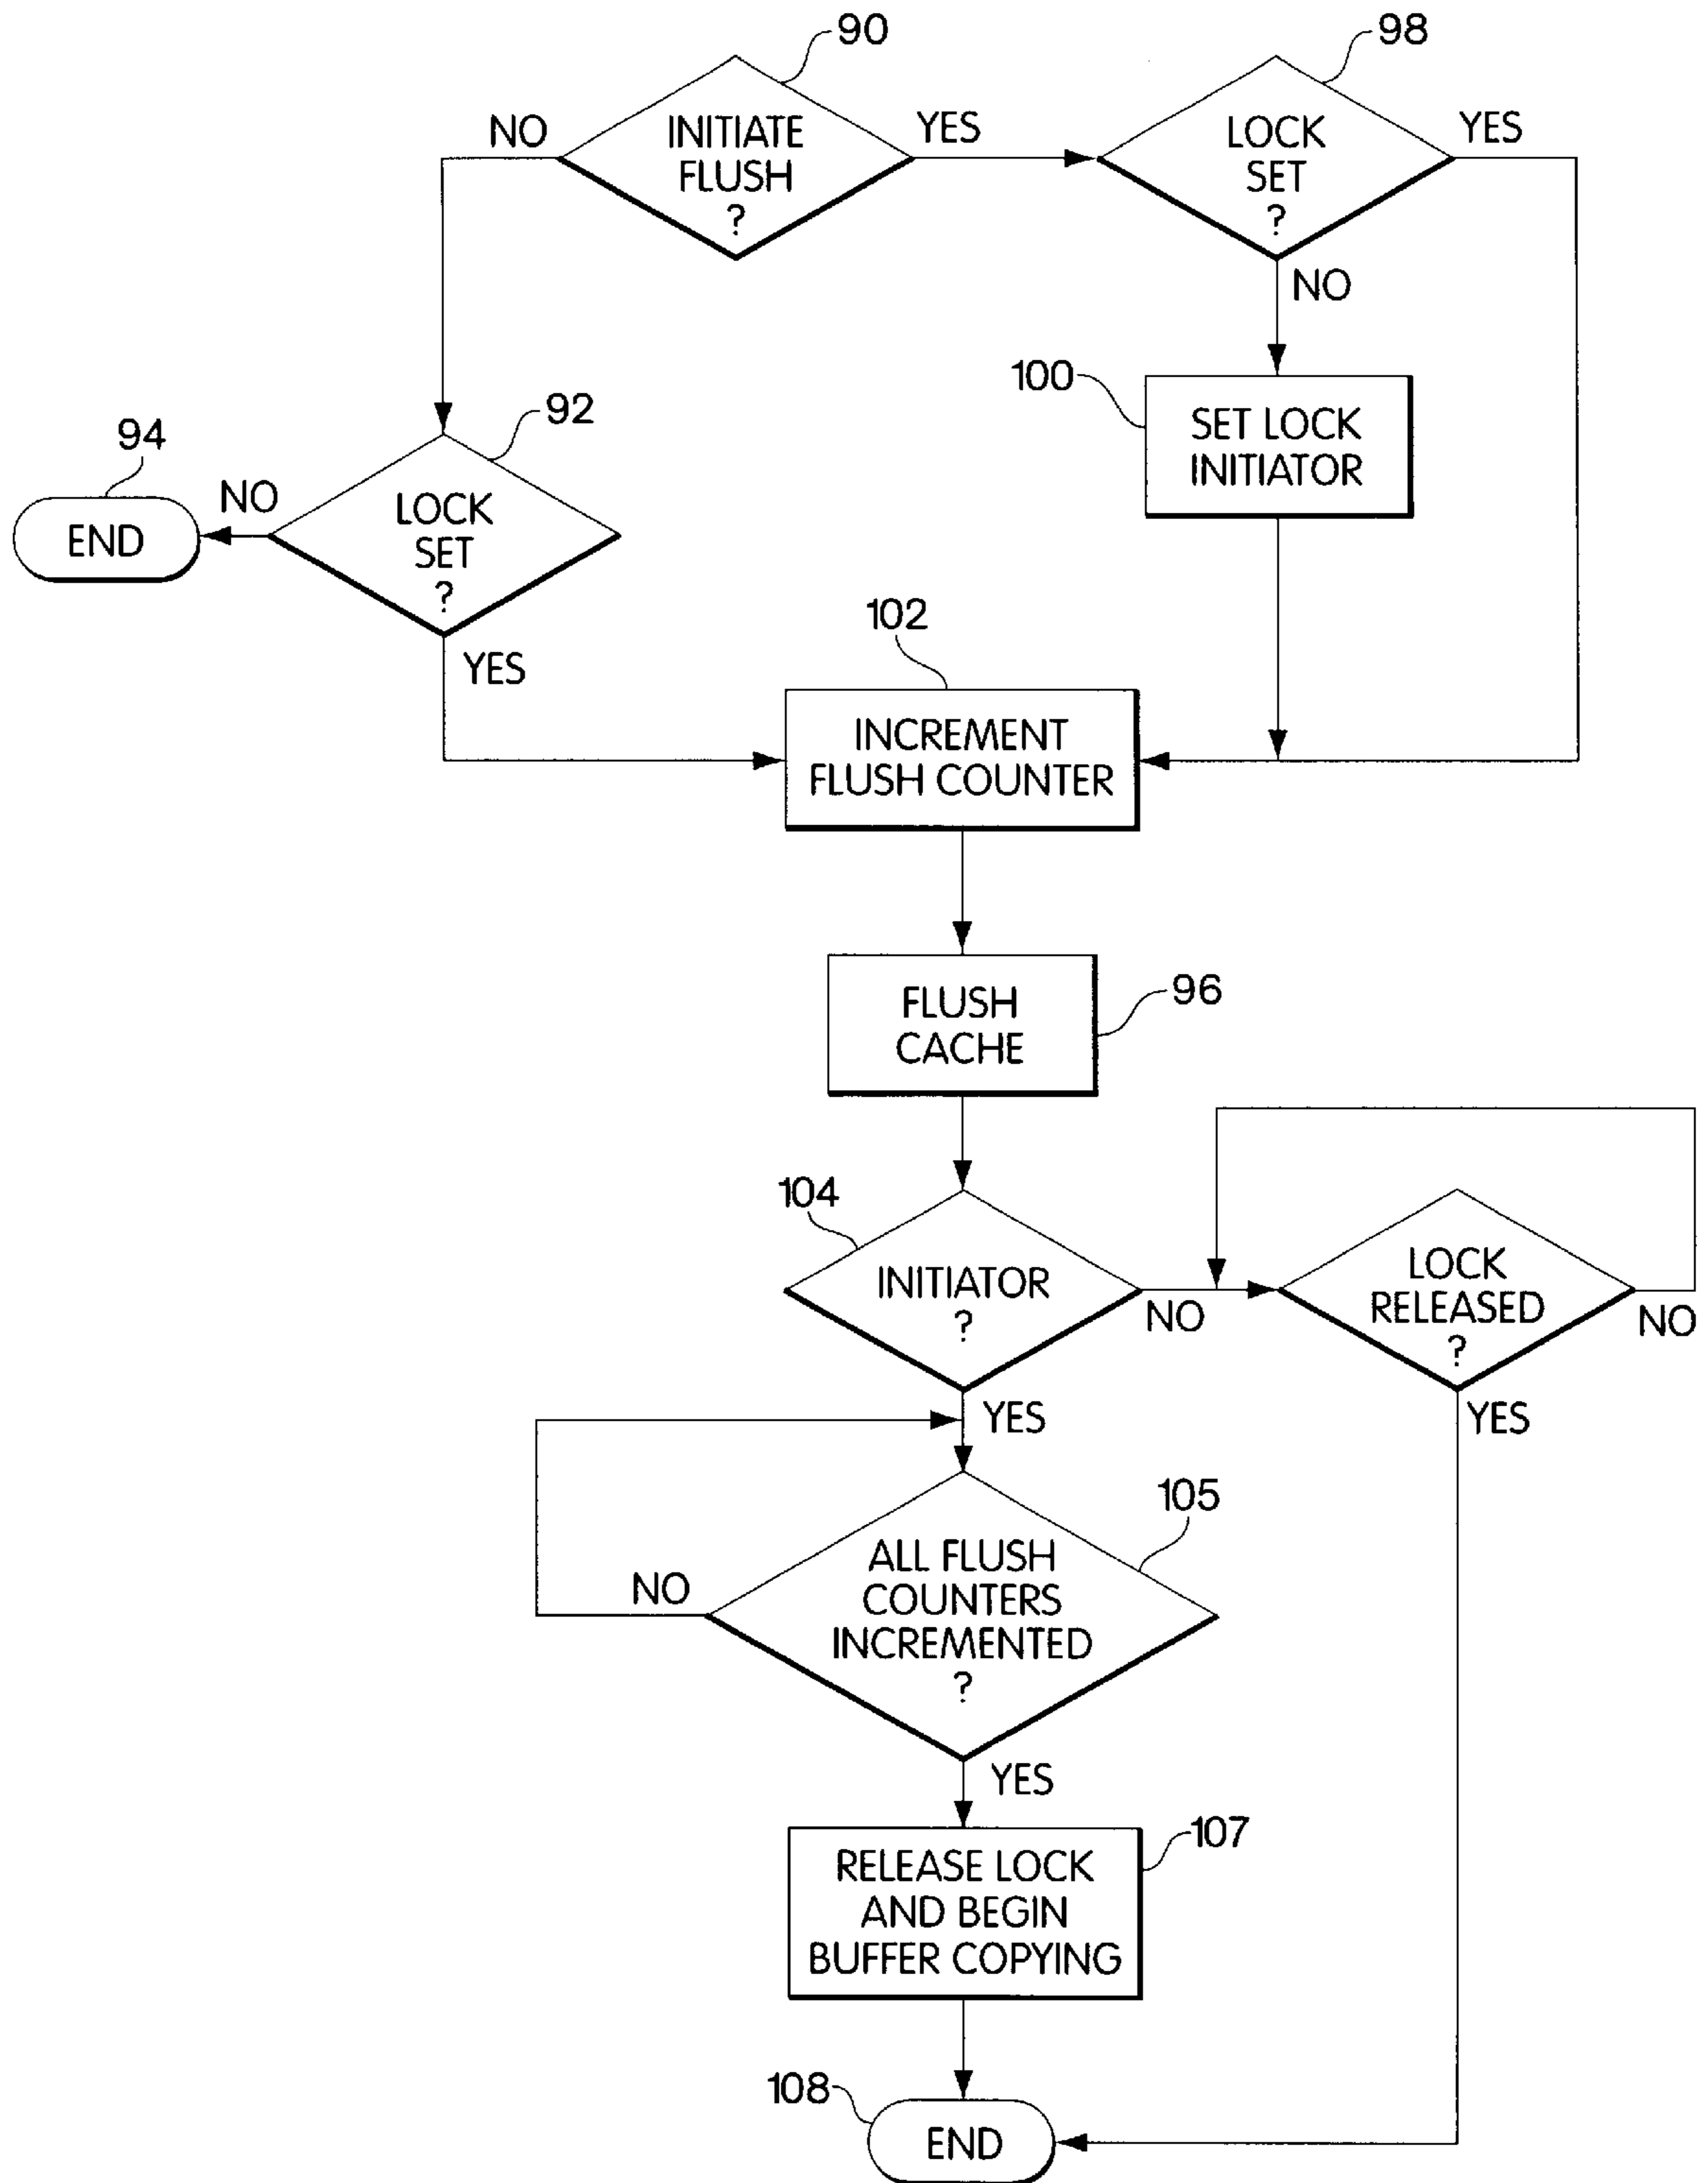 90
98
NO
INITIATE
FLUSH
?
YES
LOCK
SET
?
YES
NO
100
SET LOCK
INITIATOR
94
END
NO
92
LOCK
SET
?
YES
102
INCREMENT
FLUSH COUNTER
FLUSH
CACHE
96
104
INITIATOR
?
NO
LOCK
RELEASED
?
NO
YES
YES
105
ALL FLUSH
COUNTERS
INCREMENTED
?
NO
YES
107
RELEASE LOCK
AND BEGIN
BUFFER COPYING
108
END